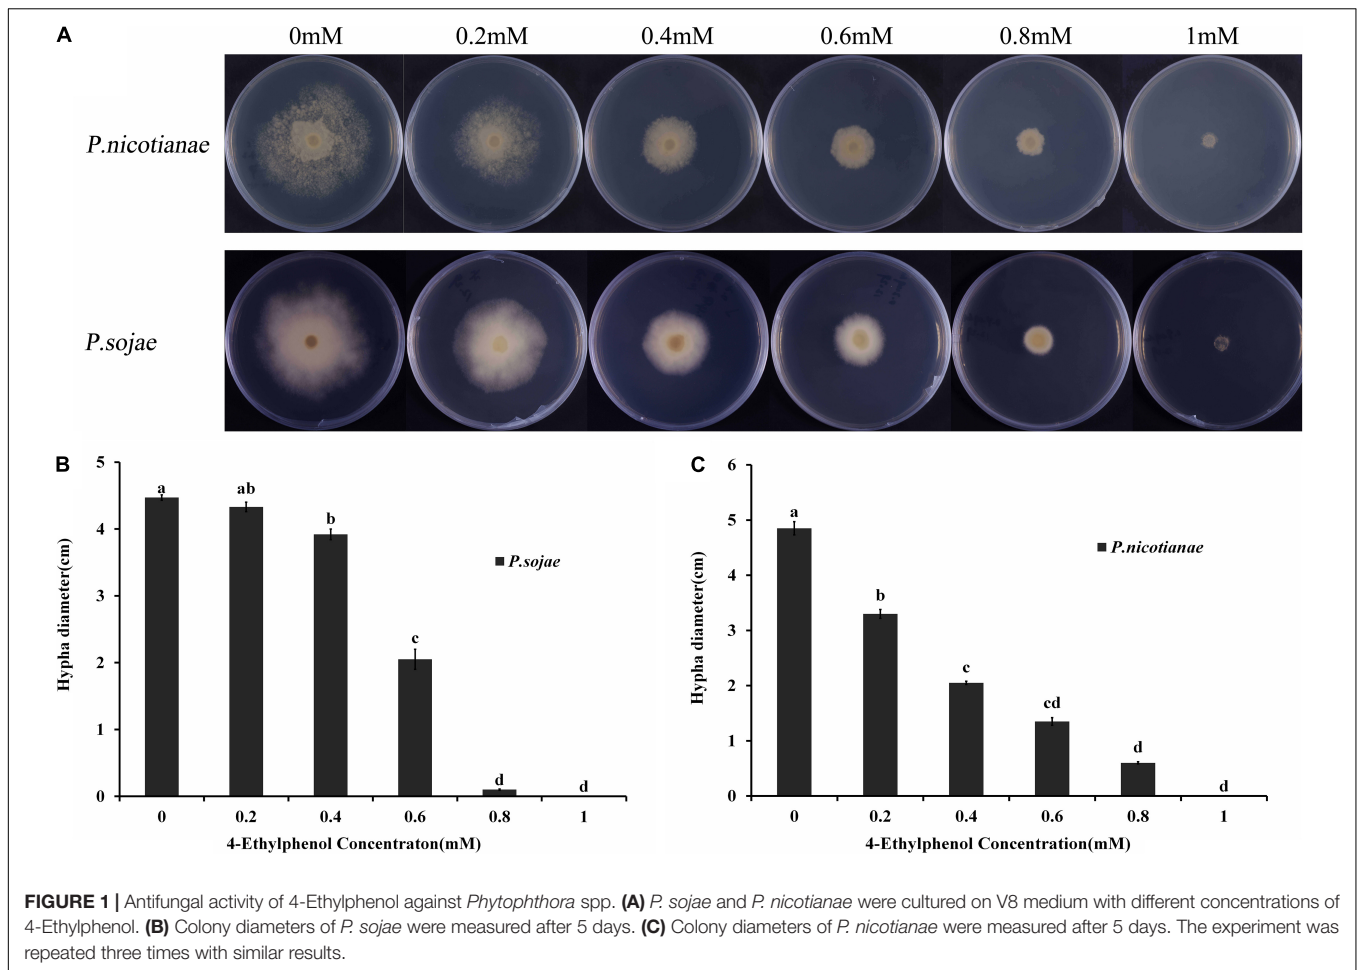 A
0mM 0.2mM 0.4mM 0.6mM 0.8mM 1mM
P.nicotianae
P.sojae
B
5
4
3
2
1
0
Hypha diameter(cm)
a ab b c d d
P.sojae
0 0.2 0.4 0.6 0.8 1
4-Ethylphenol Concentraton(mM)
C
6
5
4
3
2
1
0
Hypha diameter(cm)
a b c cd d d
P.nicotianae
0 0.2 0.4 0.6 0.8 1
4-Ethylphenol Concentration(mM)
FIGURE 1 | Antifungal activity of 4-Ethylphenol against Phytophthora spp. (A) P. sojae and P. nicotianae were cultured on V8 medium with different concentrations of
4-Ethylphenol. (B) Colony diameters of P. sojae were measured after 5 days. (C) Colony diameters of P. nicotianae were measured after 5 days. The experiment was
repeated three times with similar results.